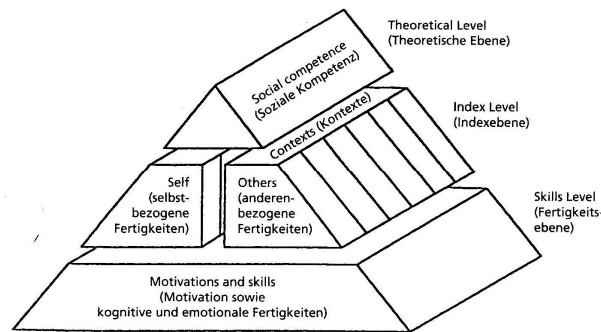 Theoretical Level
(Theoretische Ebene)
Social competence
(Soziale Kompetenz)
Contexts (Kontexte)
Index Level
(Indexebene)
Self
(selbst-
bezogene
Fertigkeiten)
Others
(anderen-
bezogene
Fertigkeiten)
Skills Level
(Fertigkeits-
ebene)
Motivations and skills
(Motivation sowie
kognitive und emotionale Fertigkeiten)